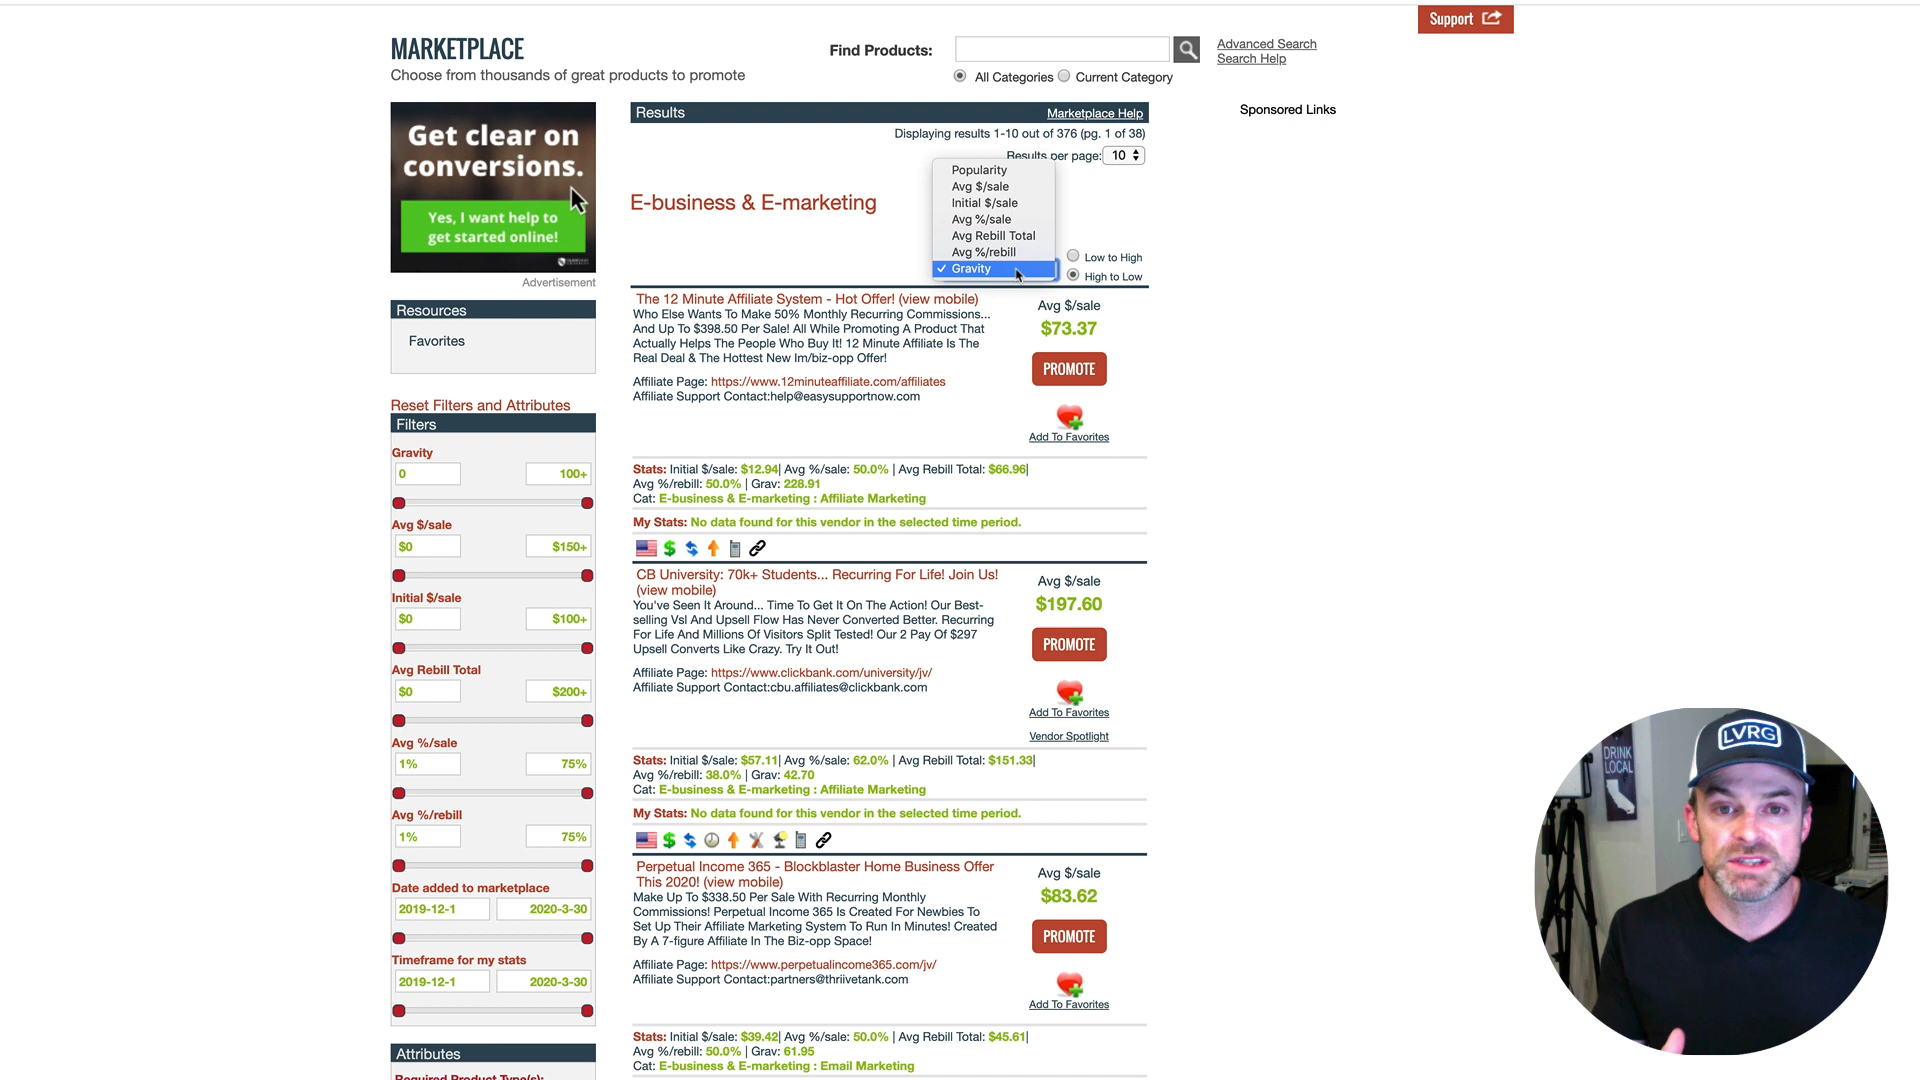 Support
MARKETPLACE
Choose from thousands of great products to promote
Find Products:
Advanced Search
Search Help
All Categories
Current Category
Get clear on
conversions.
Yes, I want help to
get started online!
Advertisement
Resources
Favorites
Reset Filters and Attributes
Filters
Gravity
0
100+
Avg $/sale
$0
$150+
Initial $/sale
$0
$100+
Avg Rebill Total
$0
$200+
Avg %/sale
1%
75%
Avg %/rebill
1%
75%
Date added to marketplace
2019-12-1
2020-3-30
Timeframe for my stats
2019-12-1
2020-3-30
Attributes
Required Product Type(s):
Results
Marketplace Help
Displaying results 1-10 out of 376 (pg. 1 of 38)
Results per page: 10
E-business & E-marketing
Popularity
Avg $/sale
Initial $/sale
Avg %/sale
Avg Rebill Total
Avg %/rebill
✓ Gravity
Low to High
High to Low
The 12 Minute Affiliate System - Hot Offer! (view mobile)
Who Else Wants To Make 50% Monthly Recurring Commissions...
And Up To $398.50 Per Sale! All While Promoting A Product That
Actually Helps The People Who Buy It! 12 Minute Affiliate Is The
Real Deal & The Hottest New Im/biz-opp Offer!
Affiliate Page: https://www.12minuteaffiliate.com/affiliates
Affiliate Support Contact:help@easysupportnow.com
Avg $/sale
$73.37
PROMOTE
Add To Favorites
Stats: Initial $/sale: $12.94| Avg %/sale: 50.0% | Avg Rebill Total: $66.96|
Avg %/rebill: 50.0% | Grav: 228.91
Cat: E-business & E-marketing : Affiliate Marketing
My Stats: No data found for this vendor in the selected time period.
CB University: 70k+ Students... Recurring For Life! Join Us!
(view mobile)
You've Seen It Around... Time To Get It On The Action! Our Best-
selling Vsl And Upsell Flow Has Never Converted Better. Recurring
For Life And Millions Of Visitors Split Tested! Our 2 Pay Of $297
Upsell Converts Like Crazy. Try It Out!
Affiliate Page: https://www.clickbank.com/university/jv/
Affiliate Support Contact:cbu.affiliates@clickbank.com
Avg $/sale
$197.60
PROMOTE
Add To Favorites
Vendor Spotlight
Stats: Initial $/sale: $57.11| Avg %/sale: 62.0% | Avg Rebill Total: $151.33|
Avg %/rebill: 38.0% | Grav: 42.70
Cat: E-business & E-marketing : Affiliate Marketing
My Stats: No data found for this vendor in the selected time period.
Perpetual Income 365 - Blockblaster Home Business Offer
This 2020! (view mobile)
Make Up To $338.50 Per Sale With Recurring Monthly
Commissions! Perpetual Income 365 Is Created For Newbies To
Set Up Their Affiliate Marketing System To Run In Minutes! Created
By A 7-figure Affiliate In The Biz-opp Space!
Affiliate Page: https://www.perpetualincome365.com/jv/
Affiliate Support Contact:partners@thriivetank.com
Avg $/sale
$83.62
PROMOTE
Add To Favorites
Stats: Initial $/sale: $39.42| Avg %/sale: 50.0% | Avg Rebill Total: $45.61|
Avg %/rebill: 50.0% | Grav: 61.95
Cat: E-business & E-marketing : Email Marketing
Sponsored Links
LVRG
DRINK
LOCAL